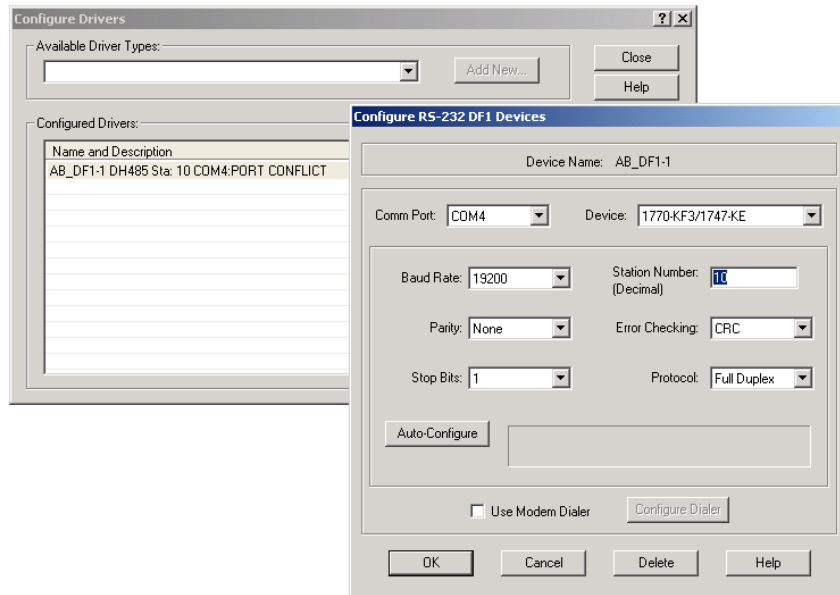 Configure Drivers
Available Driver Types:
Add New...
Close
Help
Configured Drivers:
Name and Description
AB_DF1-1 DH485 Sta: 10 COM4:PORT CONFLICT
Configure RS-232 DF1 Devices
Device Name: AB_DF1-1
Comm Port: COM4
Device: 1770-KF3/1747-KE
Baud Rate: 19200
Station Number: 10
(Decimal)
Parity: None
Error Checking: CRC
Stop Bits: 1
Protocol: Full Duplex
Auto-Configure
Use Modem Dialer
Configure Dialer
OK
Cancel
Delete
Help